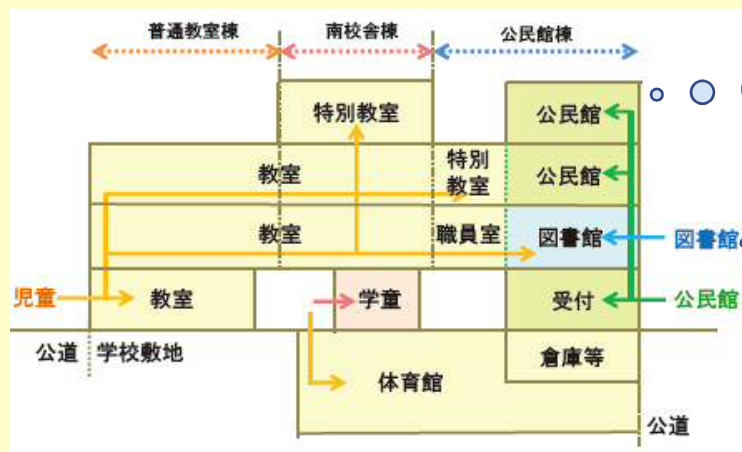 普通教室棟
南校舎棟
公民館棟
特別教室
公民館
教室
特別
教室
公民館
教室
職員室
図書館
図書館
児童
教室
学童
受付
公民館
公道
学校敷地
体育館
倉庫等
公道